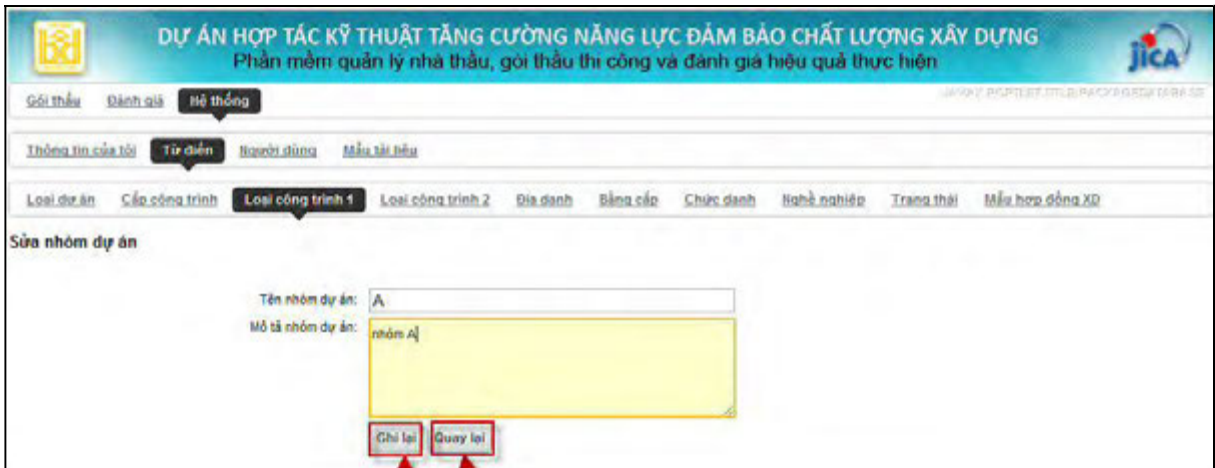 DỰ ÁN HỢP TÁC KỸ THUẬT TĂNG CƯỜNG NĂNG LỰC ĐẢM BẢO CHẤT LƯỢNG XÂY DỰNG
Phần mềm quản lý nhà thầu, gói thầu thi công và đánh giá hiệu quả thực hiện
jica
Gói thầu Đánh giá Hệ thống
Thông tin của tôi Từ điển Người dùng Mẫu tài liệu
Loại dự án Cấp công trình Loại công trình 1 Loại công trình 2 Địa danh Bằng cấp Chức danh Nghề nghiệp Trạng thái Mẫu hợp đồng XD
Sửa nhóm dự án
Tên nhóm dự án: A
Mô tả nhóm dự án: nhóm A
Ghi lại Quay lại